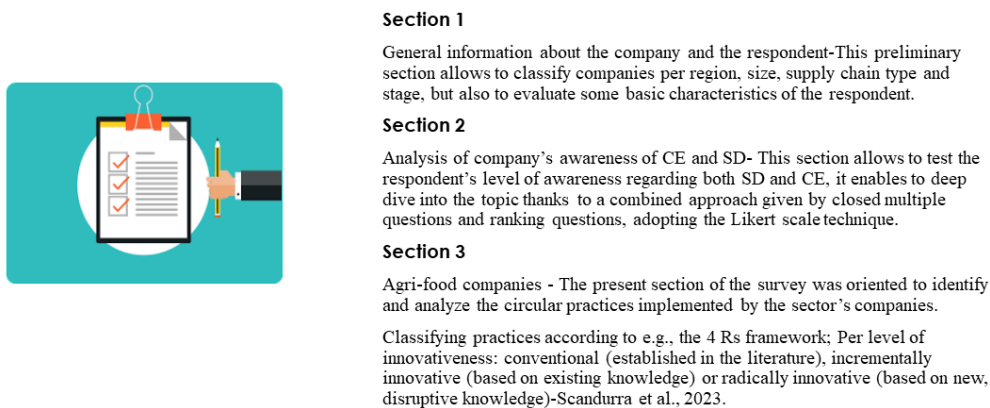 Section 1
General information about the company and the respondent-This preliminary
section allows to classify companies per region, size, supply chain type and
stage, but also to evaluate some basic characteristics of the respondent.
Section 2
Analysis of company's awareness of CE and SD- This section allows to test the
respondent's level of awareness regarding both SD and CE, it enables to deep
dive into the topic thanks to a combined approach given by closed multiple
questions and ranking questions, adopting the Likert scale technique.
Section 3
Agri-food companies - The present section of the survey was oriented to identify
and analyze the circular practices implemented by the sector's companies.
Classifying practices according to e.g., the 4 Rs framework; Per level of
innovativeness: conventional (established in the literature), incrementally
innovative (based on existing knowledge) or radically innovative (based on new,
disruptive knowledge)-Scandurra et al., 2023.